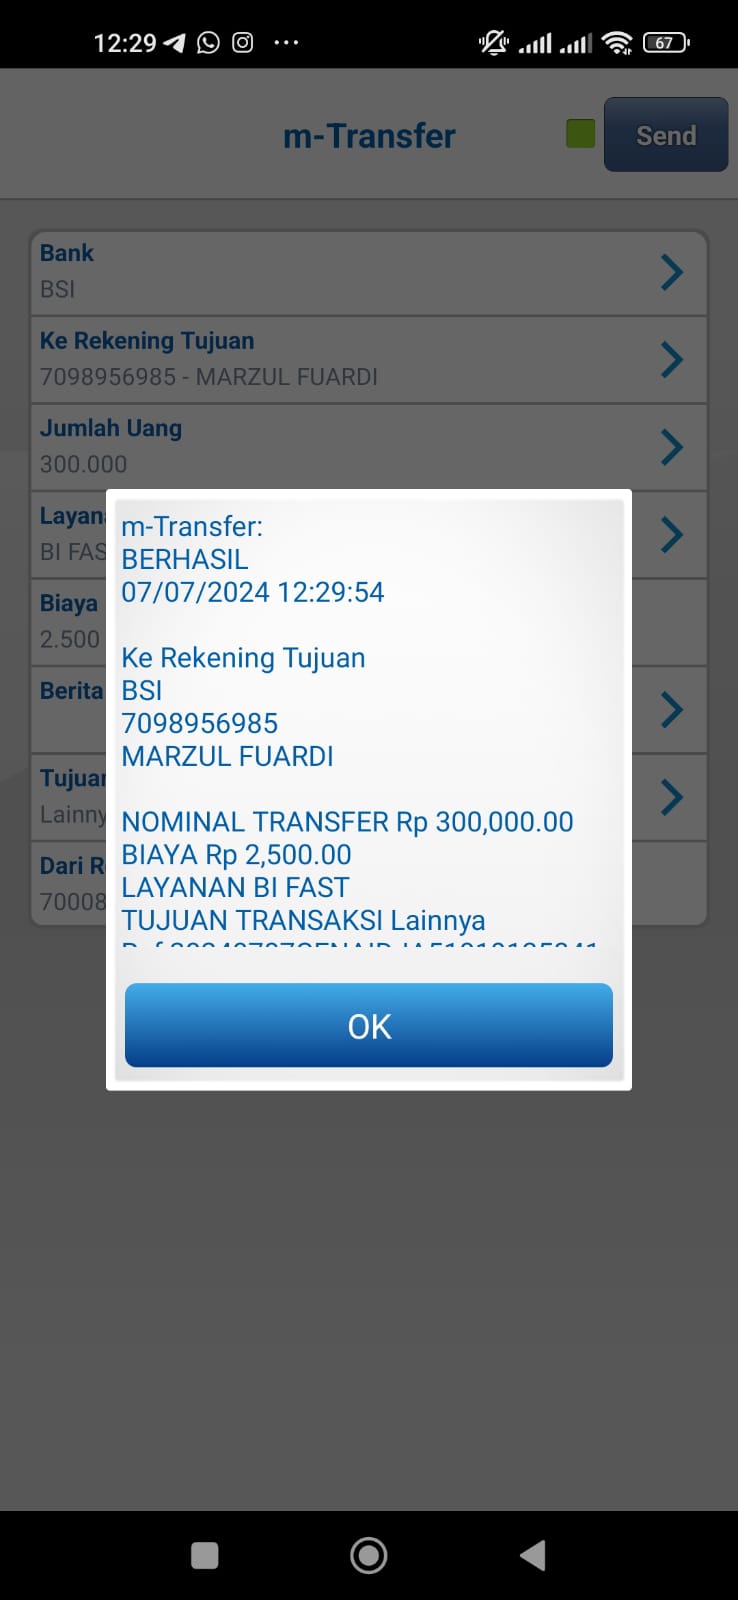 12:29
67
m-Transfer
Send
Bank
BSI
Ke Rekening Tujuan
7098956985 - MARZUL FUARDI
Jumlah Uang
300.000
Layan
BI FAS
Biaya
2.500
Berita
Tujuan
Lainny
Dari R
70008
m-Transfer:
BERHASIL
07/07/2024 12:29:54
Ke Rekening Tujuan
BSI
7098956985
MARZUL FUARDI
NOMINAL TRANSFER Rp 300,000.00
BIAYA Rp 2,500.00
LAYANAN BI FAST
TUJUAN TRANSAKSI Lainnya
OK